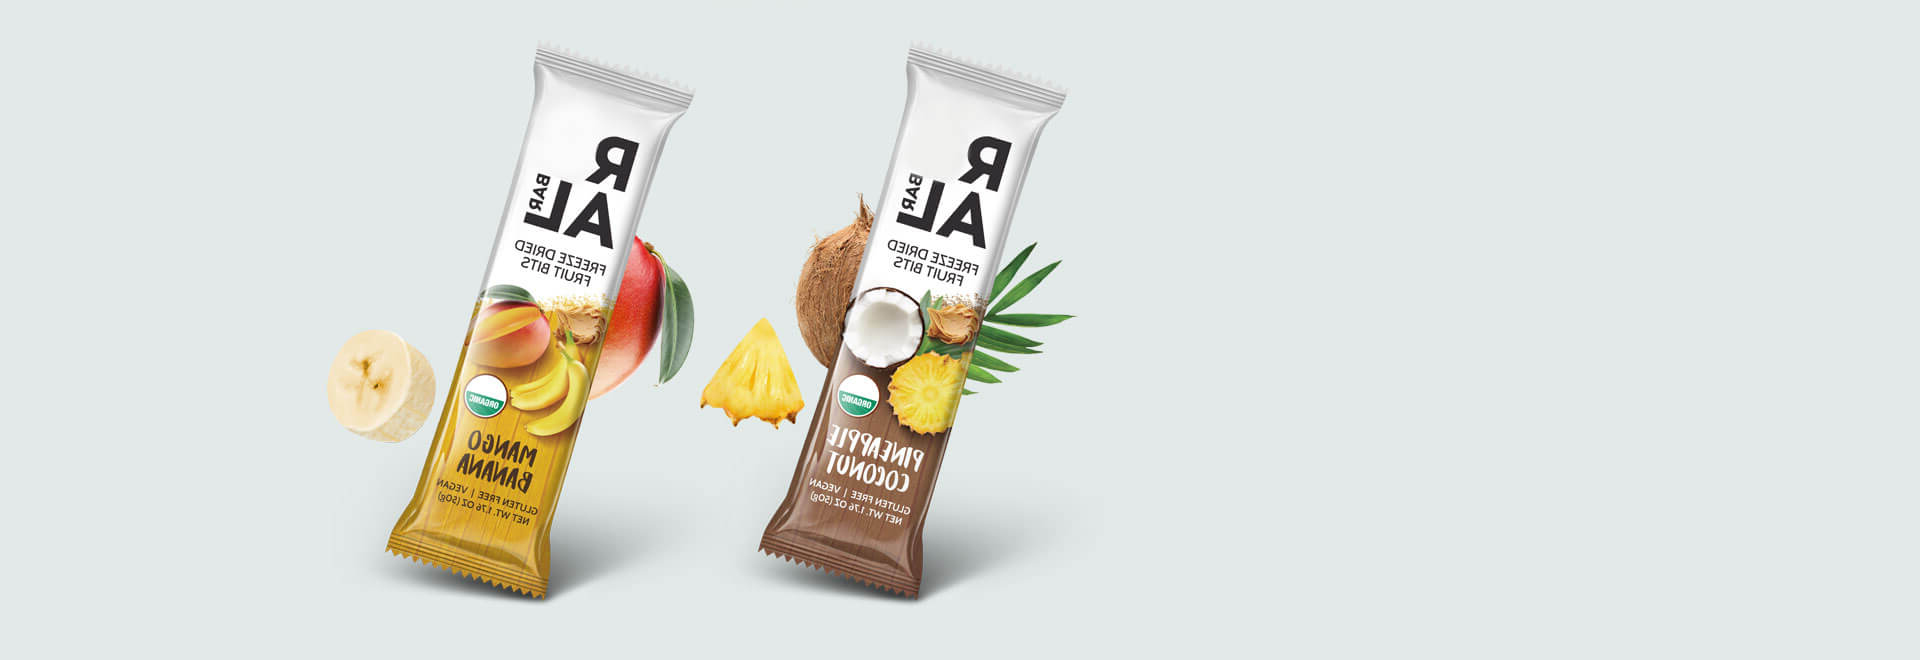 R
AL
BAR
FREEZE DRIED
FRUIT BITS
ORGANIC
MANGO
BANANA
GLUTEN FREE | VEGAN
NET WT. 1.76 OZ (50g)
R
AL
BAR
FREEZE DRIED
FRUIT BITS
ORGANIC
PINEAPPLE
COCONUT
GLUTEN FREE | VEGAN
NET WT. 1.76 OZ (50g)